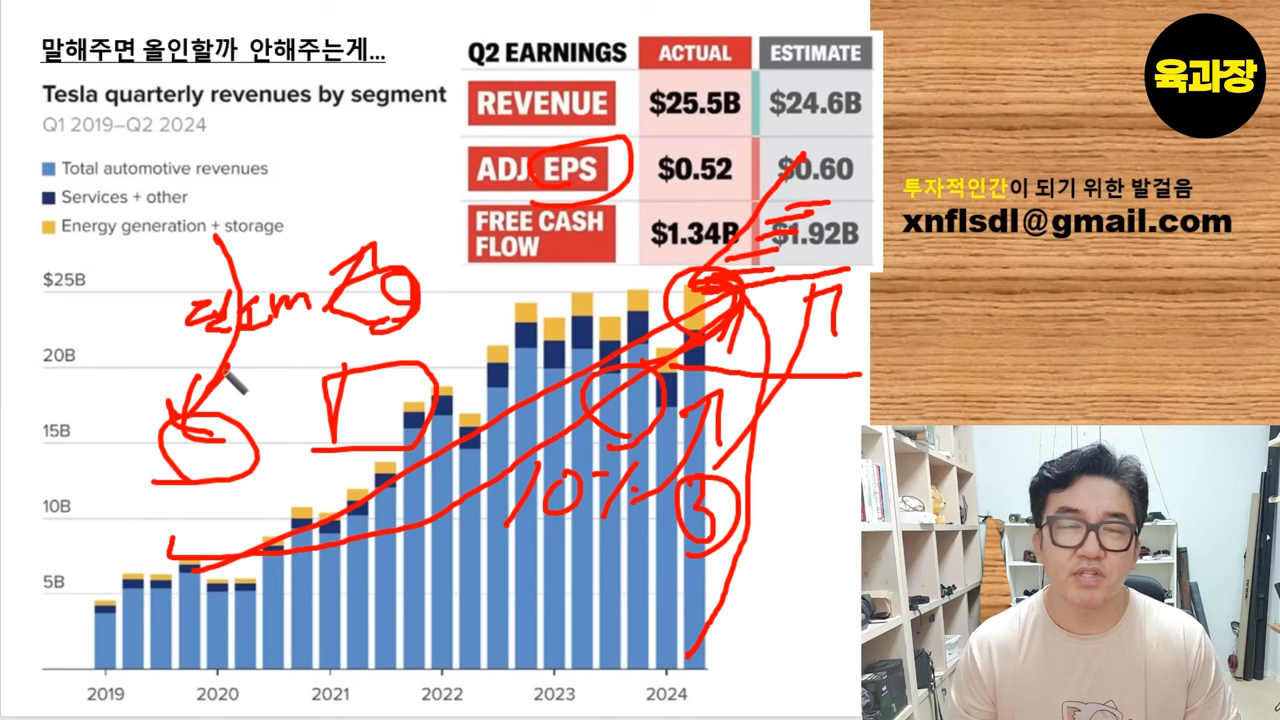 말해주면 올인할까 안해주는게...
Tesla quarterly revenues by segment
Q1 2019–Q2 2024
Total automotive revenues
Services + other
Energy generation + storage
Q2 EARNINGS ACTUAL ESTIMATE
REVENUE $25.5B $24.6B
ADJ. EPS $0.52 $0.60
FREE CASH FLOW $1.34B $1.92B
육과장
투자적인간이 되기 위한 발걸음
xnflsdl@gmail.com
$25B
20B
15B
10B
5B
10%
3
2019 2020 2021 2022 2023 2024